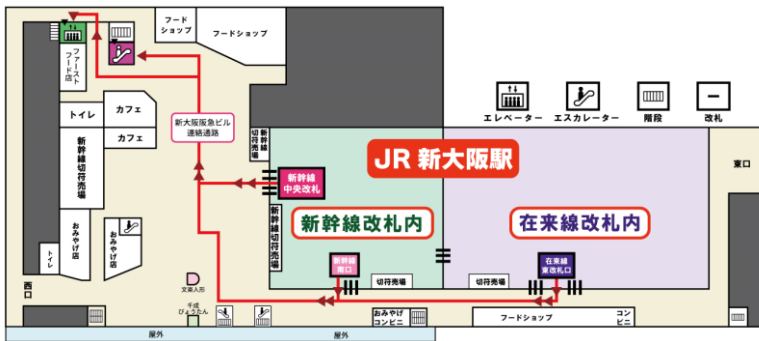 フード
ショップ
フードショップ
ファースト
フード店
トイレ
カフェ
カフェ
新大阪阪急ビル
連絡通路
エレベーター
エスカレーター
階段
改札
新幹線切符売場
新幹線
切符売場
JR 新大阪駅
東口
新幹線
中央改札
新幹線改札内
在来線改札内
新幹線切符売場
おみやげ店
おみやげ店
トイレ
新幹線
南口
在来線
東改札口
切符売場
切符売場
西口
文楽人形
千成
びょうたん
おみやげ
コンビニ
フードショップ
コン
ビニ
屋外
屋外